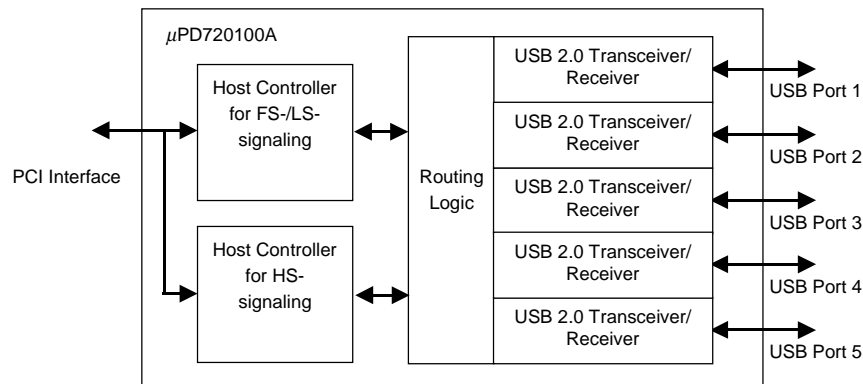 μPD720100A
PCI Interface
Host Controller
for FS-/LS-
signaling
Host Controller
for HS-
signaling
Routing
Logic
USB 2.0 Transceiver/
Receiver
USB 2.0 Transceiver/
Receiver
USB 2.0 Transceiver/
Receiver
USB 2.0 Transceiver/
Receiver
USB 2.0 Transceiver/
Receiver
USB Port 1
USB Port 2
USB Port 3
USB Port 4
USB Port 5